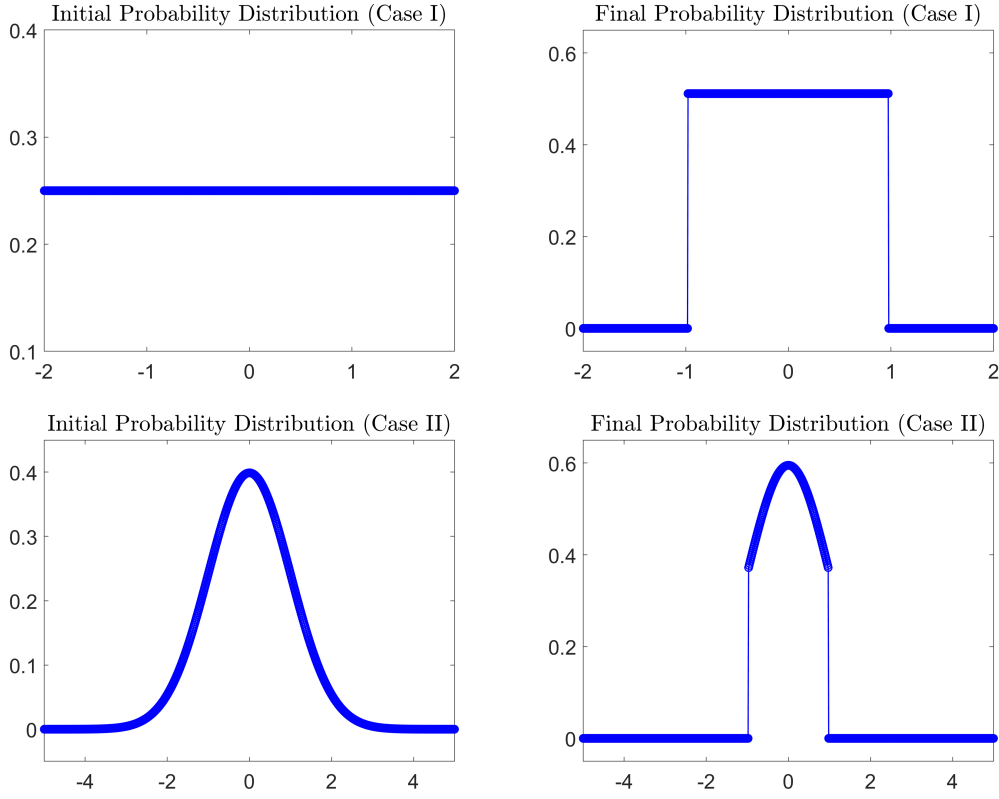 Initial Probability Distribution (Case I)
0.4
0.3
0.2
0.1
-2 -1 0 1 2
Final Probability Distribution (Case I)
0.6
0.4
0.2
0
-2 -1 0 1 2
Initial Probability Distribution (Case II)
0.4
0.3
0.2
0.1
0
-4 -2 0 2 4
Final Probability Distribution (Case II)
0.6
0.4
0.2
0
-4 -2 0 2 4